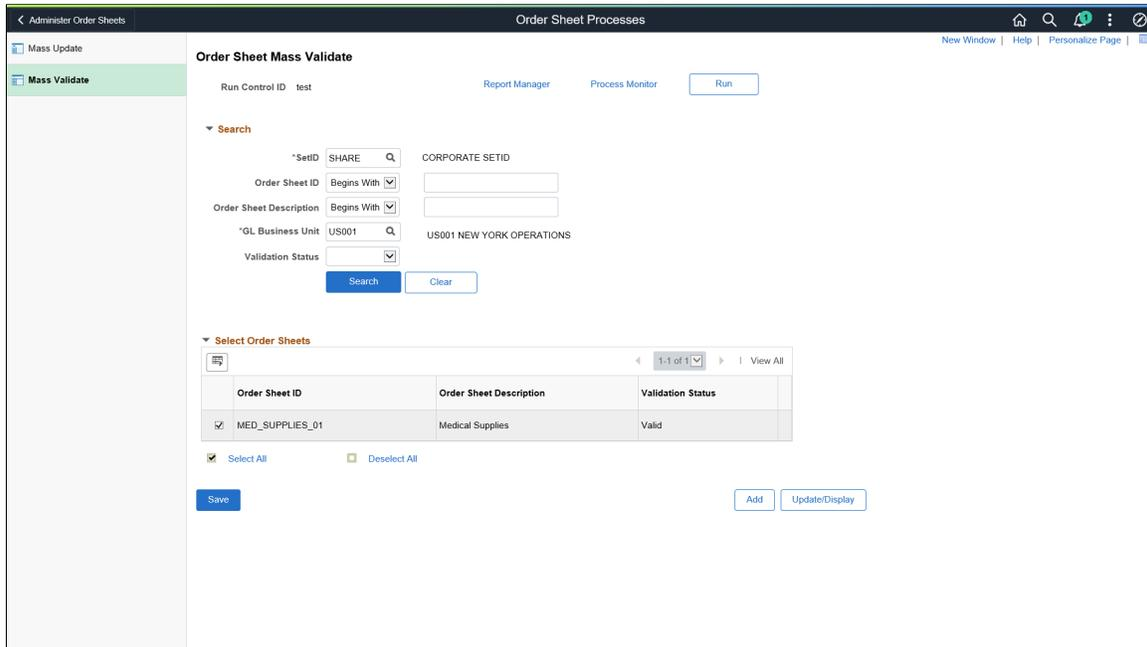 Administer Order Sheets
Order Sheet Processes
1
New Window | Help | Personalize Page |
Mass Update
Mass Validate
Order Sheet Mass Validate
Run Control ID test
Report Manager
Process Monitor
Run
Search
*SetID SHARE CORPORATE SETID
Order Sheet ID Begins With
Order Sheet Description Begins With
*GL Business Unit US001 US001 NEW YORK OPERATIONS
Validation Status
Search Clear
Select Order Sheets
1-1 of 1 | View All
Order Sheet ID Order Sheet Description Validation Status
MED_SUPPLIES_01 Medical Supplies Valid
Select All Deselect All
Save Add Update/Display